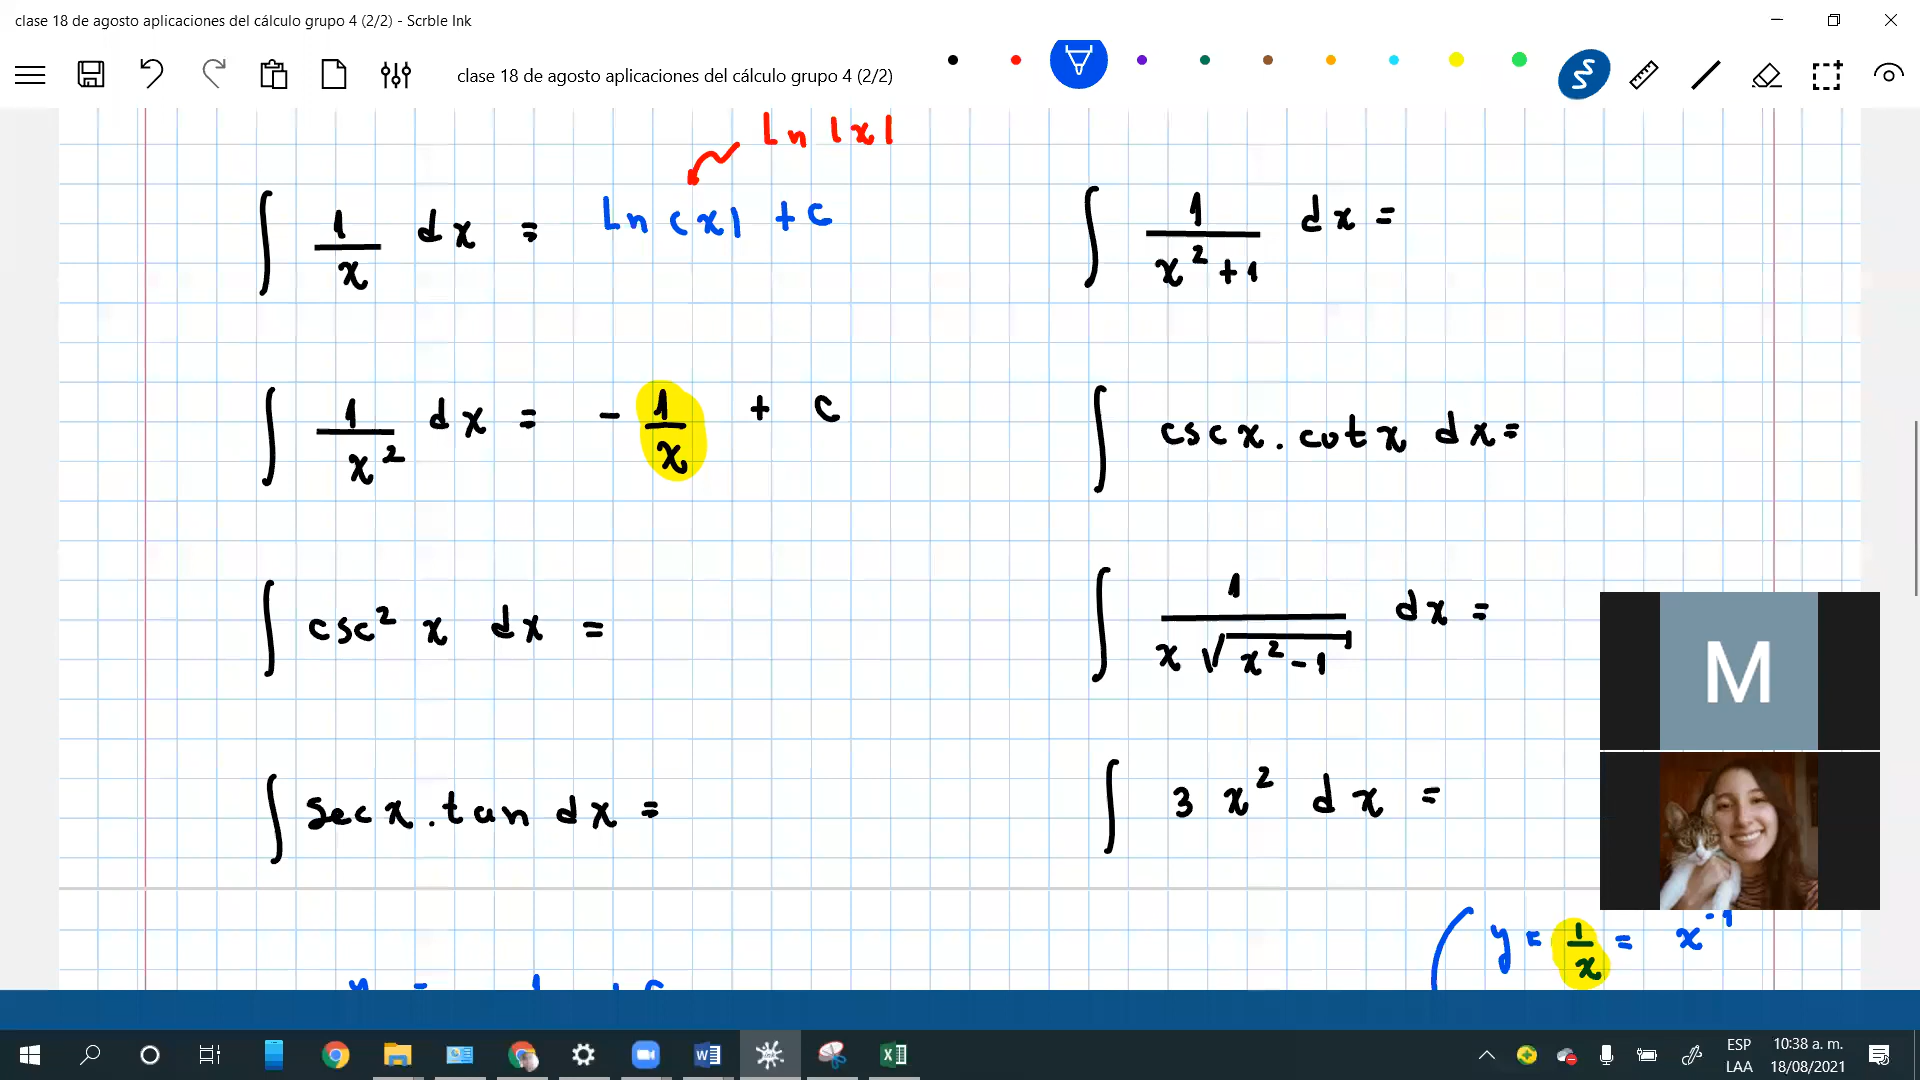 clase 18 de agosto aplicaciones del cálculo grupo 4 (2/2) - Scrble Ink
clase 18 de agosto aplicaciones del cálculo grupo 4 (2/2)
Ln |x|
∫ 1/x dx = Ln (x) + c
∫ 1/(x² + 1) dx =
∫ 1/x² dx = - 1/x + c
∫ csc x . cot x dx =
∫ csc² x dx =
∫ 1/(x √(x² - 1)) dx =
M
∫ sec x . tan dx =
∫ 3 x² dx =
y = 1/x = x⁻¹
ESP
LAA
10:38 a. m.
18/08/2021